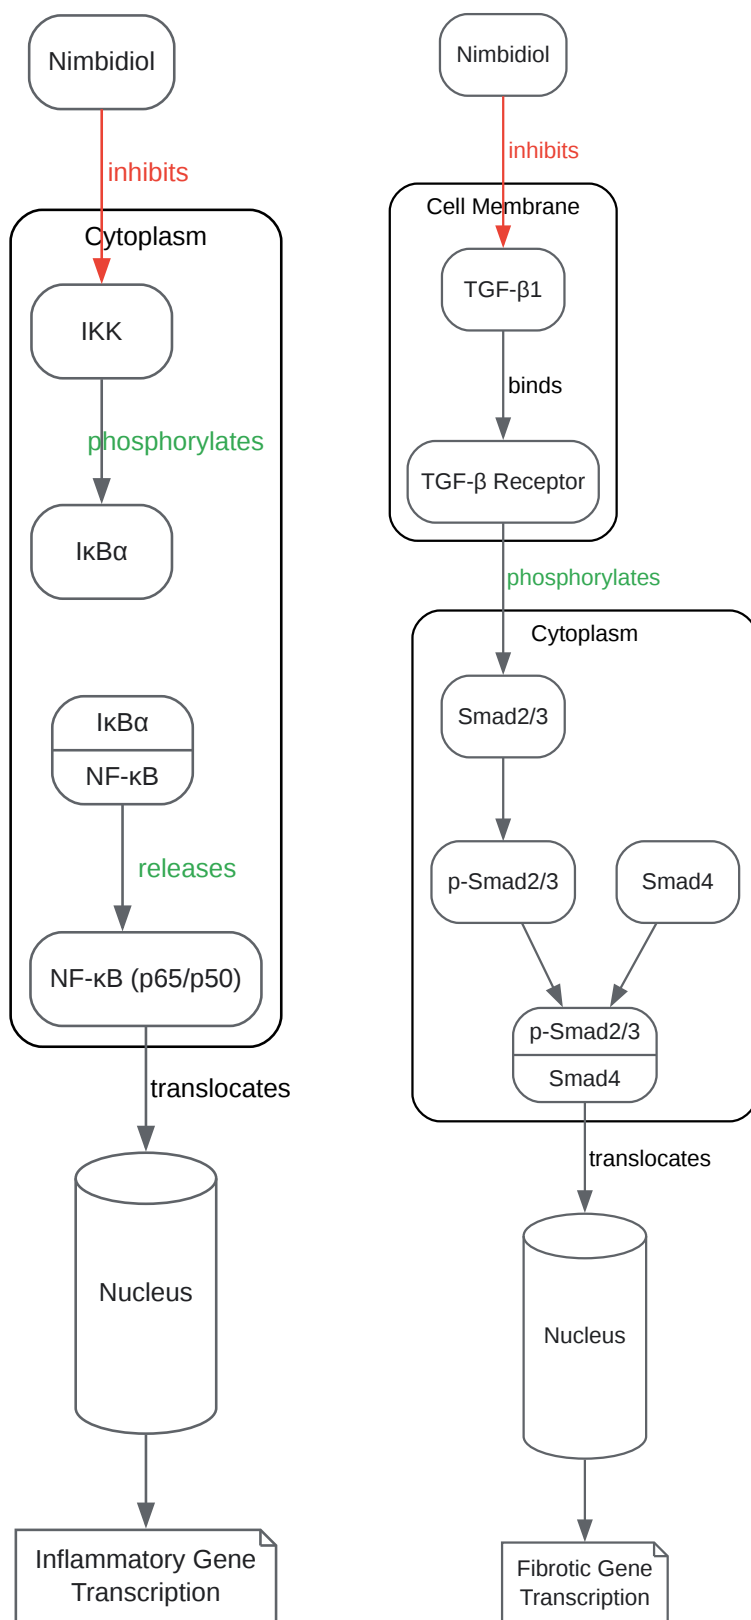 Nimbidiol
inhibits
Cytoplasm
IKK
phosphorylates
IκBα
IκBα
NF-κB
releases
NF-κB (p65/p50)
translocates
Nucleus
Inflammatory Gene
Transcription
Nimbidiol
inhibits
Cell Membrane
TGF-β1
binds
TGF-β Receptor
phosphorylates
Cytoplasm
Smad2/3
p-Smad2/3
Smad4
p-Smad2/3
Smad4
translocates
Nucleus
Fibrotic Gene
Transcription